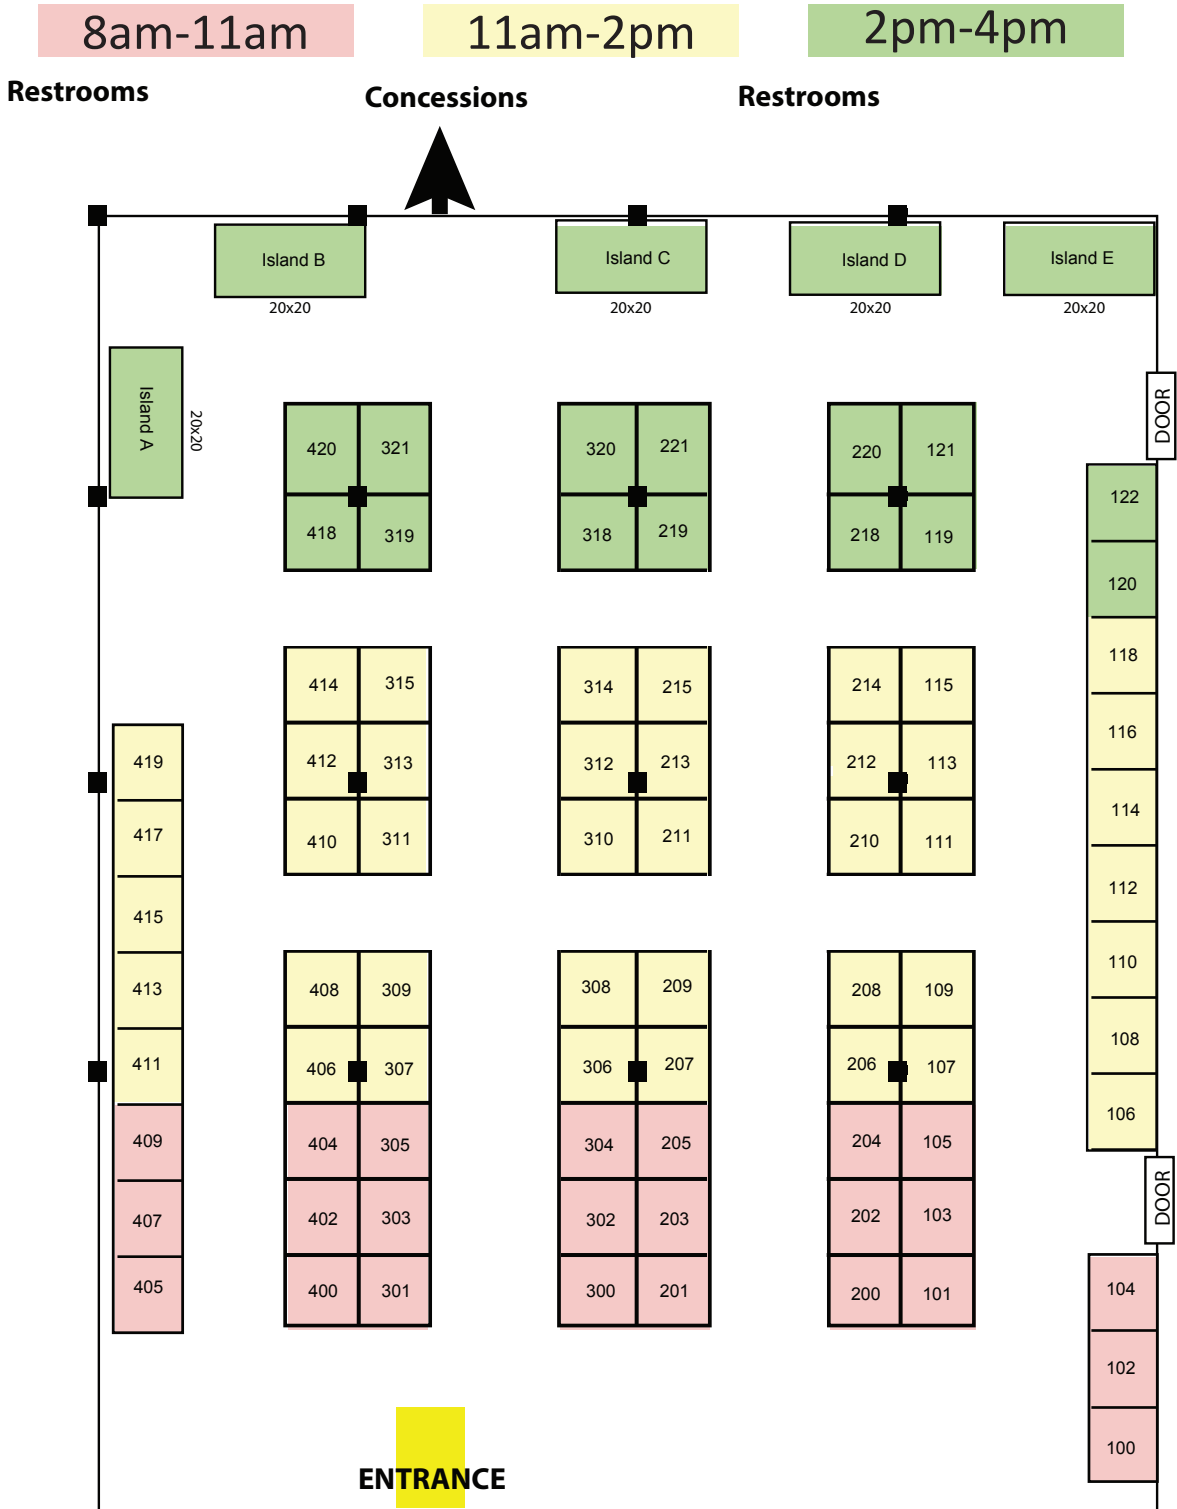 8am-11am 11am-2pm 2pm-4pm
Restrooms Concessions Restrooms
Island B Island C Island D Island E
20x20 20x20 20x20 20x20
Island A
20x20
DOOR
420 321 320 221 220 121
122
418 319 318 219 218 119
120
118
414 315 314 215 214 115
116
419 412 313 312 213 212 113
114
417 410 311 310 211 210 111
112
415
110
413 408 309 308 209 208 109
108
411 406 307 306 207 206 107
106
409 404 305 304 205 204 105
DOOR
407 402 303 302 203 202 103
405 400 301 300 201 200 101
104
102
100
ENTRANCE